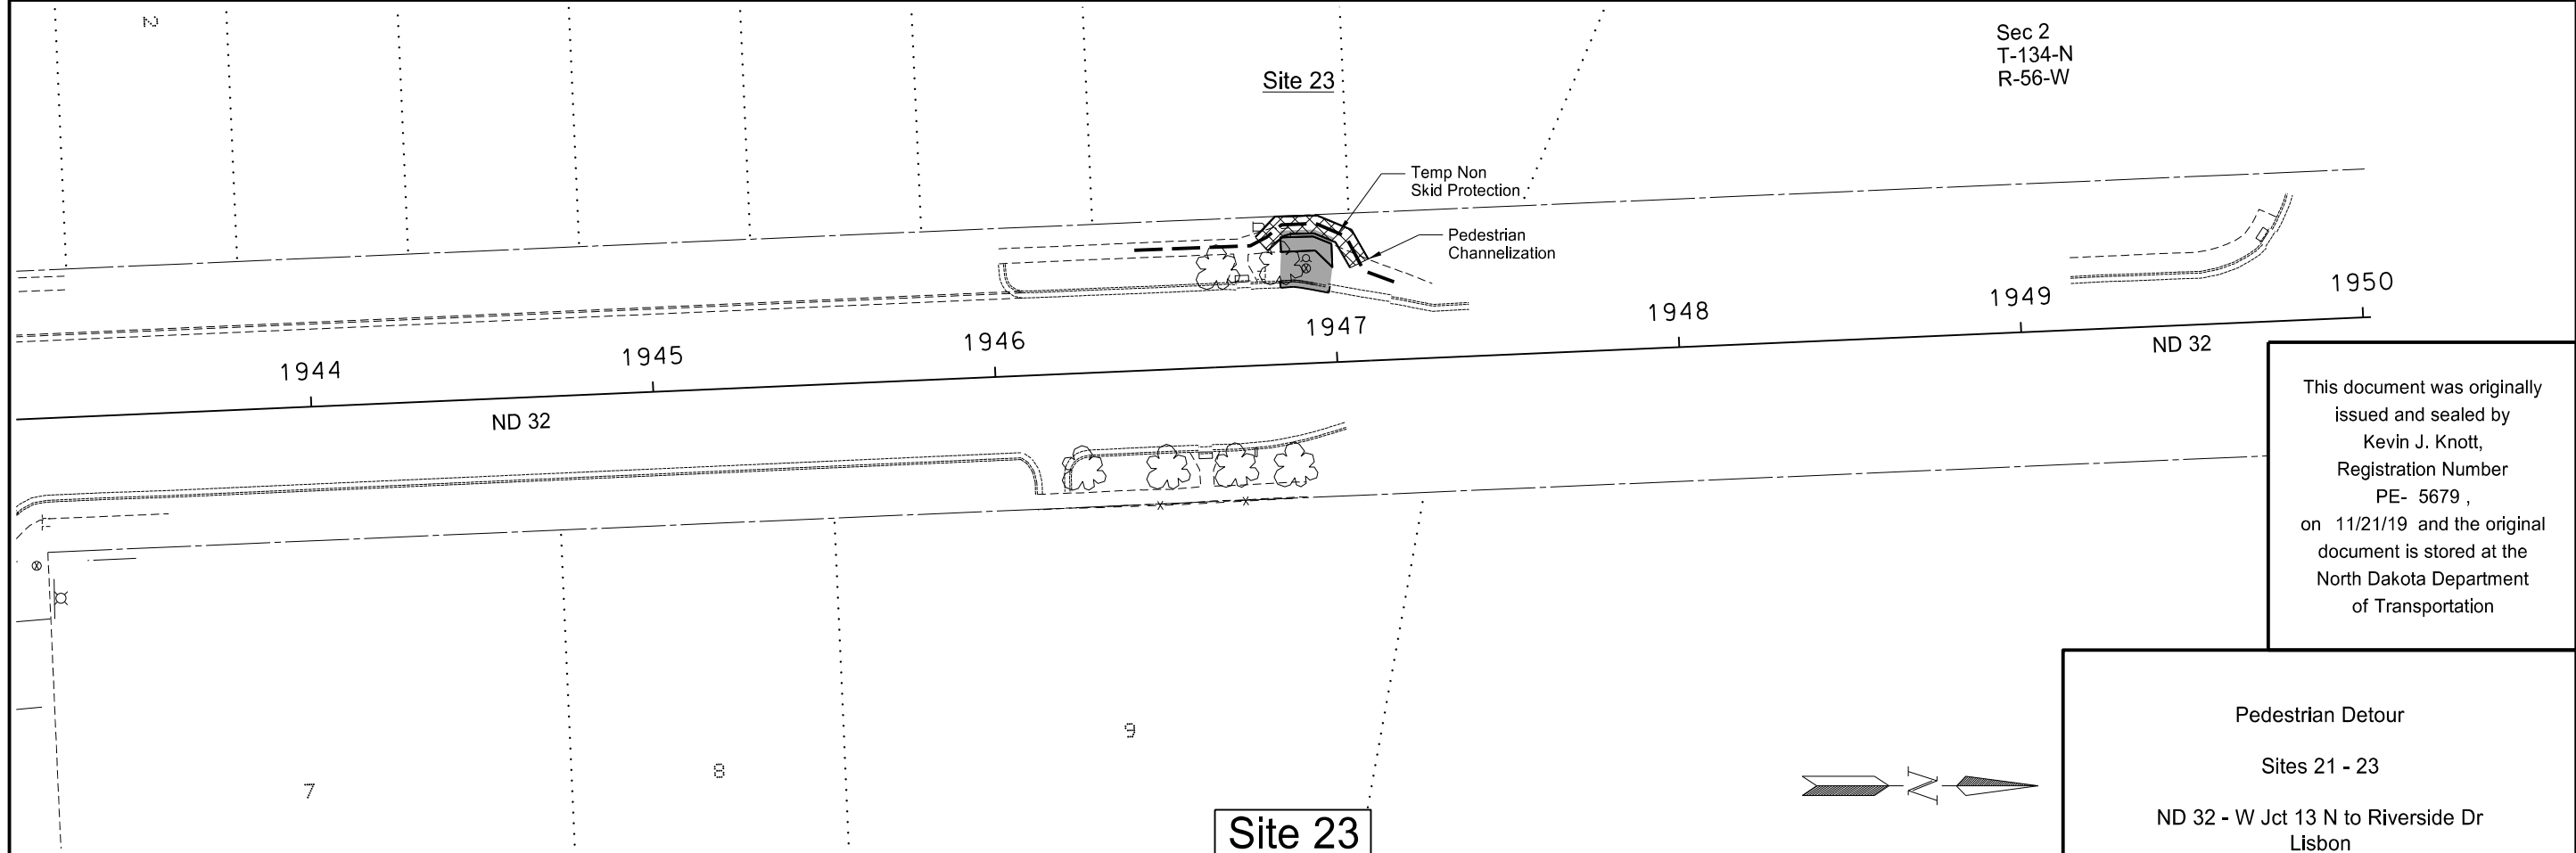 2
Site 23
Sec 2
T-134-N
R-56-W
Temp Non
Skid Protection
Pedestrian
Channelization
1944
1945
1946
1947
1948
1949
1950
ND 32
ND 32
This document was originally
issued and sealed by
Kevin J. Knott,
Registration Number
PE- 5679 ,
on 11/21/19 and the original
document is stored at the
North Dakota Department
of Transportation
7
8
9
N
Site 23
Pedestrian Detour
Sites 21 - 23
ND 32 - W Jct 13 N to Riverside Dr
Lisbon